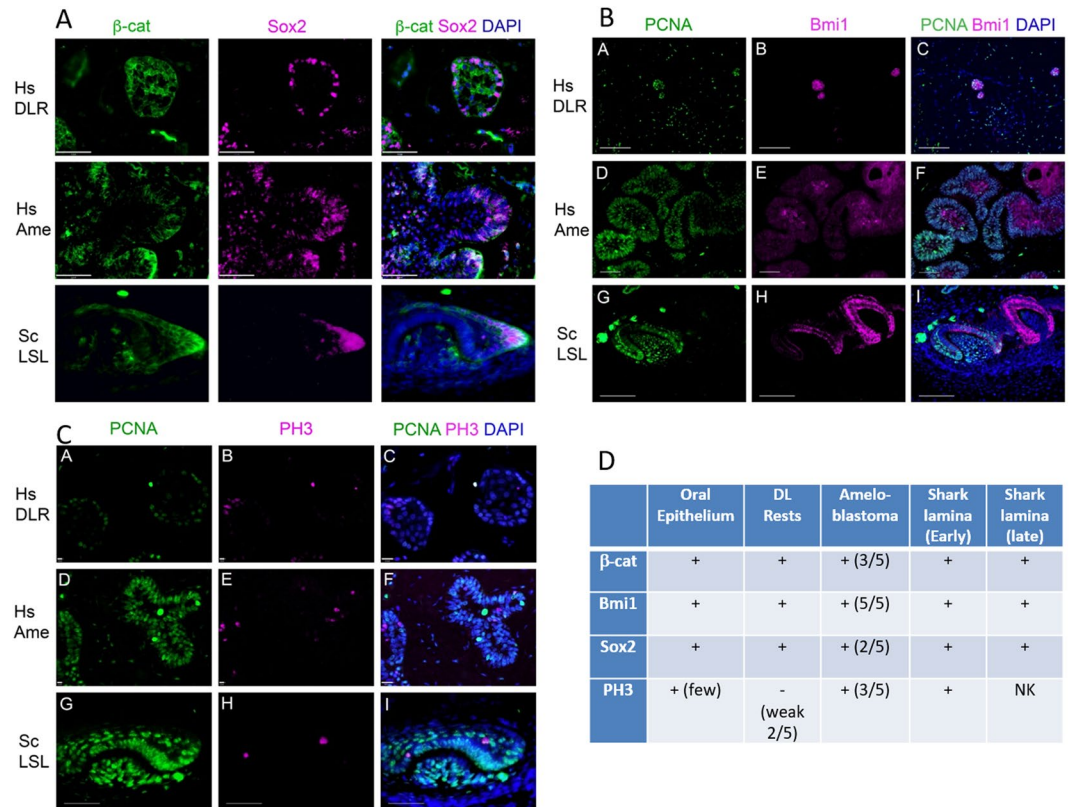 A
β-cat Sox2 β-cat Sox2 DAPI
Hs
DLR
Hs
Ame
Sc
LSL
B
PCNA Bmi1 PCNA Bmi1 DAPI
A B C
Hs
DLR
D E F
Hs
Ame
G H I
Sc
LSL
C
PCNA PH3 PCNA PH3 DAPI
A B C
Hs
DLR
D E F
Hs
Ame
G H I
Sc
LSL
D
Oral
Epithelium
DL
Rests
Amelo-
blastoma
Shark
lamina
(Early)
Shark
lamina
(late)
β-cat + + + (3/5) + +
Bmi1 + + + (5/5) + +
Sox2 + + + (2/5) + +
PH3 + (few) -
(weak
2/5)
+ (3/5) + NK